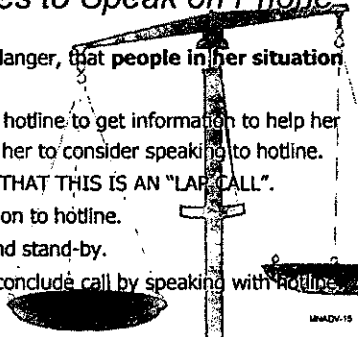 es to Speak on Phone
danger, that people in her situation
hotline to get information to help her
her to consider speaking to hotline.
THAT THIS IS AN "LAP CALL".
on to hotline.
nd stand-by.
conclude call by speaking with hotline
MNADV-15